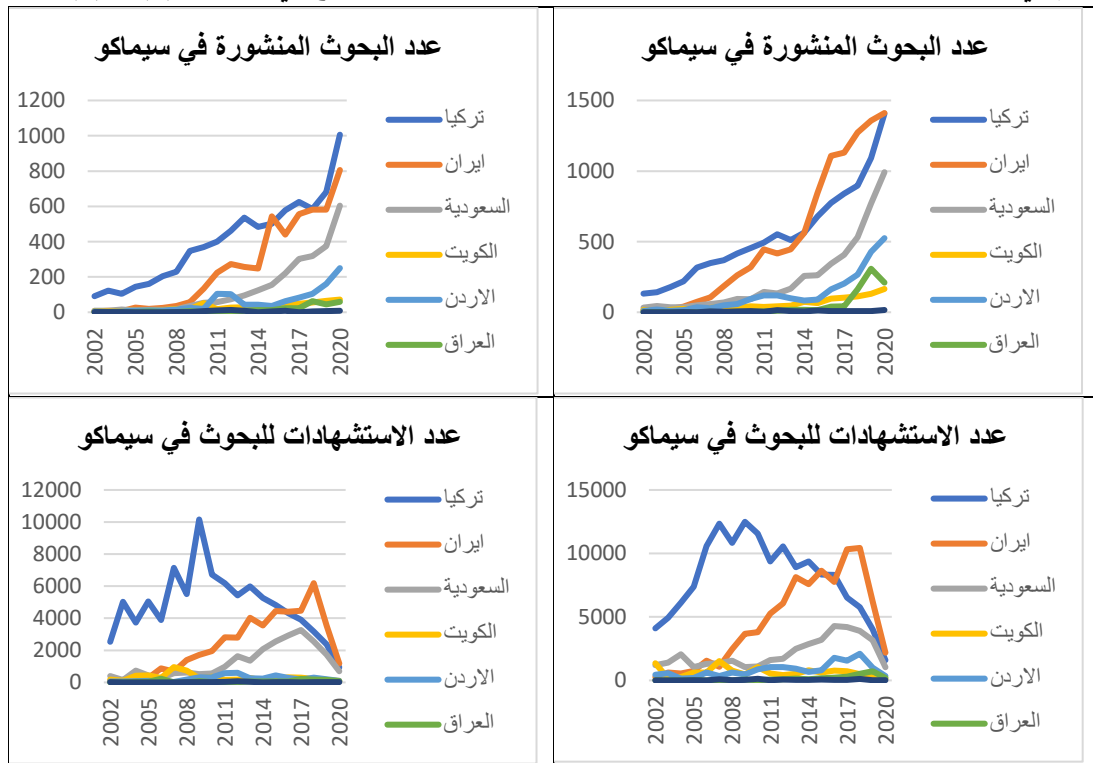 عدد البحوث المنشورة في سيماكو
1500
1000
500
0
2002
2005
2008
2011
2014
2017
2020
تركيا
ايران
السعودية
الكويت
الاردن
العراق
عدد البحوث المنشورة في سيماكو
1200
1000
800
600
400
200
0
2002
2005
2008
2011
2014
2017
2020
تركيا
ايران
السعودية
الكويت
الاردن
العراق
عدد الاستشهادات للبحوث في سيماكو
15000
10000
5000
0
2002
2005
2008
2011
2014
2017
2020
تركيا
ايران
السعودية
الكويت
الاردن
العراق
عدد الاستشهادات للبحوث في سيماكو
12000
10000
8000
6000
4000
2000
0
2002
2005
2008
2011
2014
2017
2020
تركيا
ايران
السعودية
الكويت
الاردن
العراق